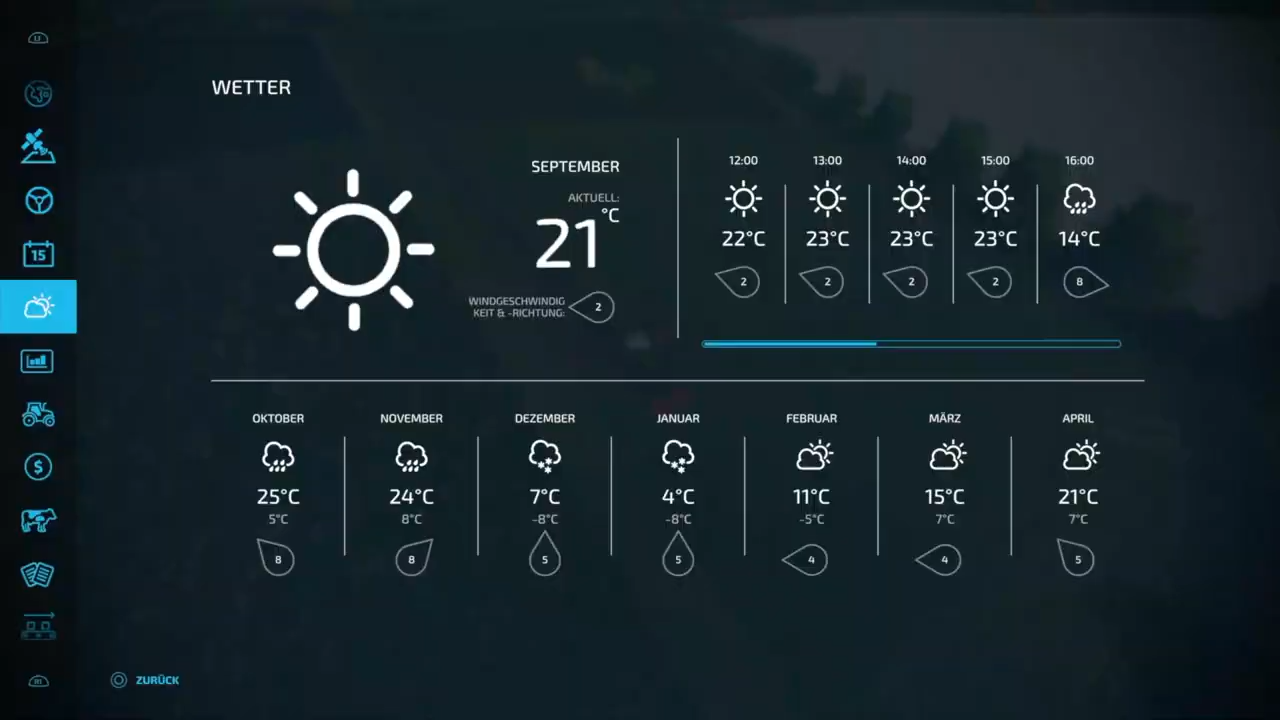 L1
WETTER
SEPTEMBER
AKTUELL:
21 °C
WINDGESCHWINDIG
KEIT & -RICHTUNG:
2
12:00 13:00 14:00 15:00 16:00
22°C 23°C 23°C 23°C 14°C
2 2 2 2 8
15
OKTOBER NOVEMBER DEZEMBER JANUAR FEBRUAR MÄRZ APRIL
25°C 24°C 7°C 4°C 11°C 15°C 21°C
5°C 8°C -8°C -8°C -5°C 7°C 7°C
8 8 5 5 4 4 5
$
R1
ZURÜCK